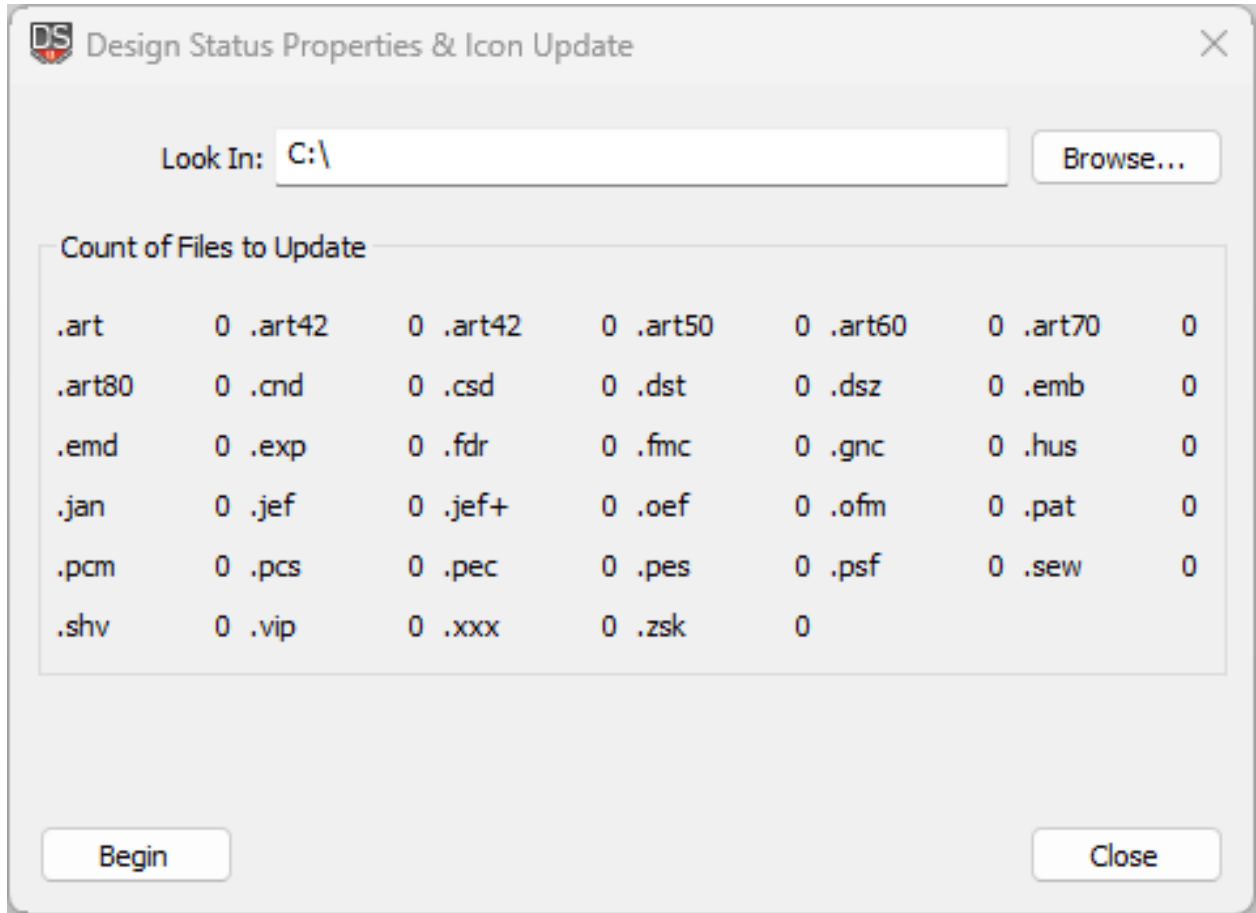 DS Design Status Properties & Icon Update
Look In: C:\ Browse...
Count of Files to Update
.art 0 .art42 0 .art42 0 .art50 0 .art60 0 .art70 0
.art80 0 .cnd 0 .csd 0 .dst 0 .dsz 0 .emb 0
.emd 0 .exp 0 .fdr 0 .fmc 0 .gnc 0 .hus 0
.jan 0 .jef 0 .jef+ 0 .oef 0 .ofm 0 .pat 0
.pcm 0 .pcs 0 .pec 0 .pes 0 .psf 0 .sew 0
.shv 0 .vip 0 .xxx 0 .zsk 0
Begin Close